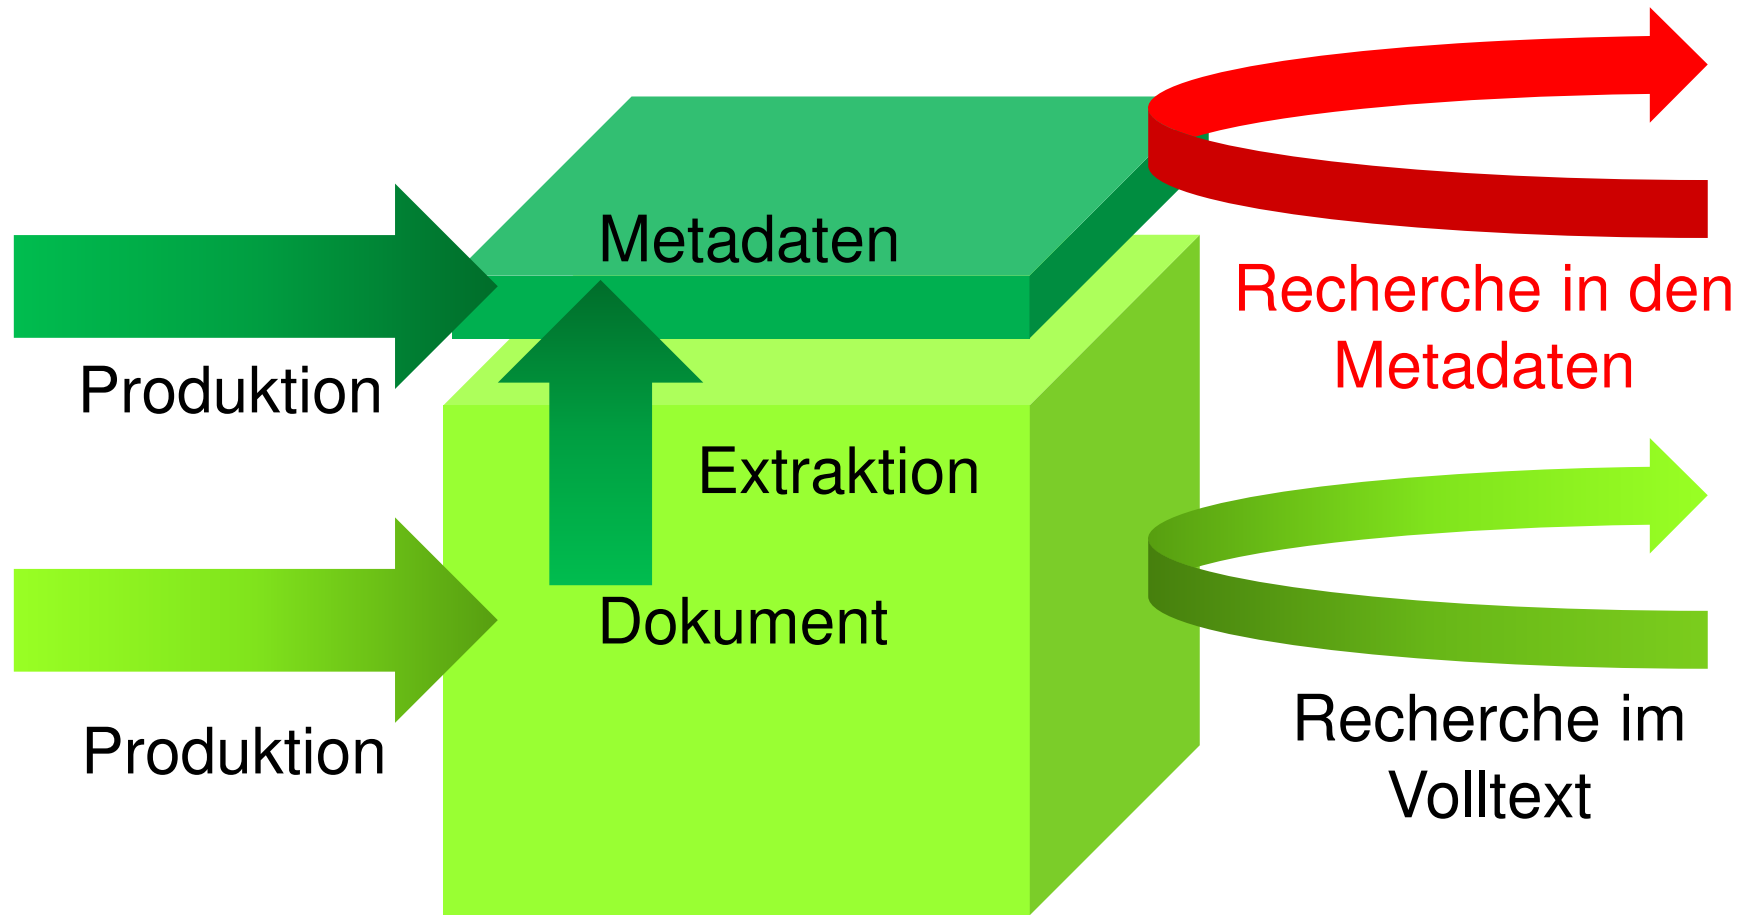 Metadaten
Recherche in den
Metadaten
Produktion
Extraktion
Dokument
Produktion
Recherche im
Volltext